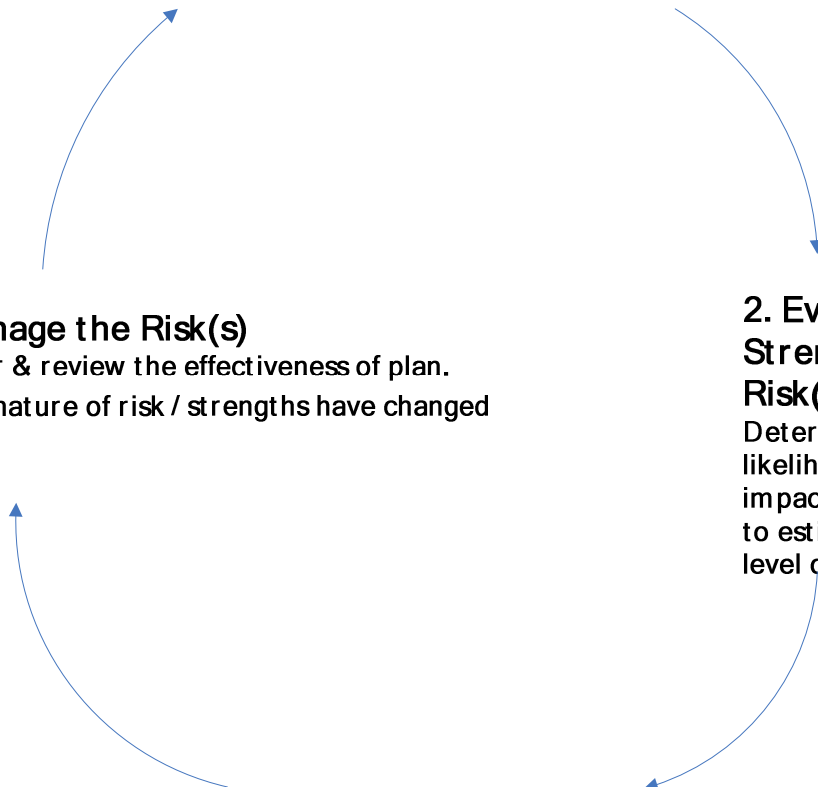 nage the Risk(s)
r & review the effectiveness of plan.
nature of risk / strengths have changed
2. Ev
Stren
Risk(
Deter
likelih
impac
to esti
level o